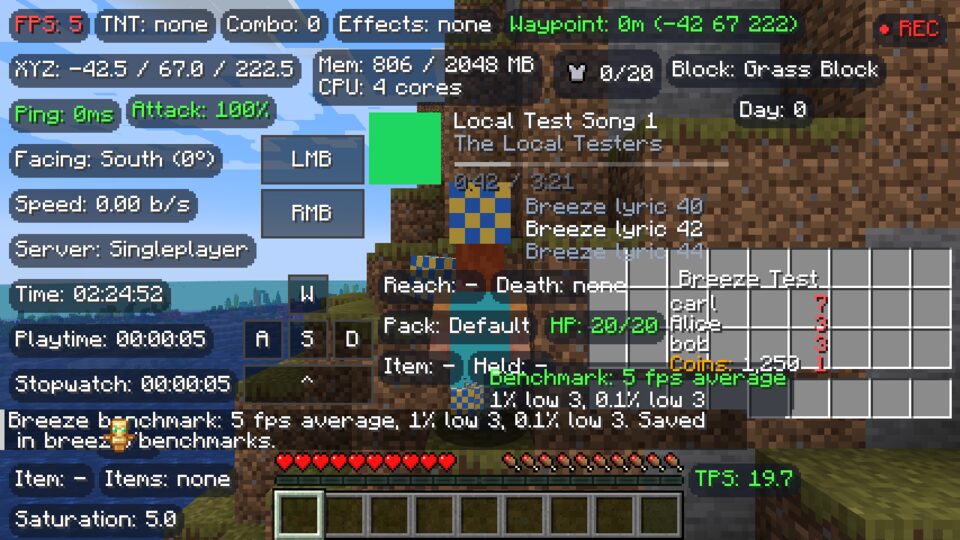 FPS: 5 TNT: none Combo: 0 Effects: none Waypoint: 0m (-42 67 222) REC
XYZ: -42.5 / 67.0 / 222.5
Mem: 806 / 2048 MB
CPU: 4 cores
0/20
Block: Grass Block
Ping: 0ms
Attack: 100%
Day: 0
Local Test Song 1
The Local Testers
0:42 / 3:21
Facing: South (0°)
LMB
Speed: 0.00 b/s
RMB
Breeze lyric 40
Breeze lyric 42
Breeze lyric 44
Server: Singleplayer
Breeze Test
carl 7
Alice 3
bob 3
Coins: 1,250 1
Time: 02:24:52
W
Reach: - Death: none
Playtime: 00:00:05
A S D
Pack: Default HP: 20/20
Item: - Held: -
Stopwatch: 00:00:05
^
Benchmark: 5 fps average
1% low 3, 0.1% low 3
Breeze benchmark: 5 fps average, 1% low 3, 0.1% low 3. Saved
in breeze/benchmarks.
Item: - Items: none
TPS: 19.7
Saturation: 5.0